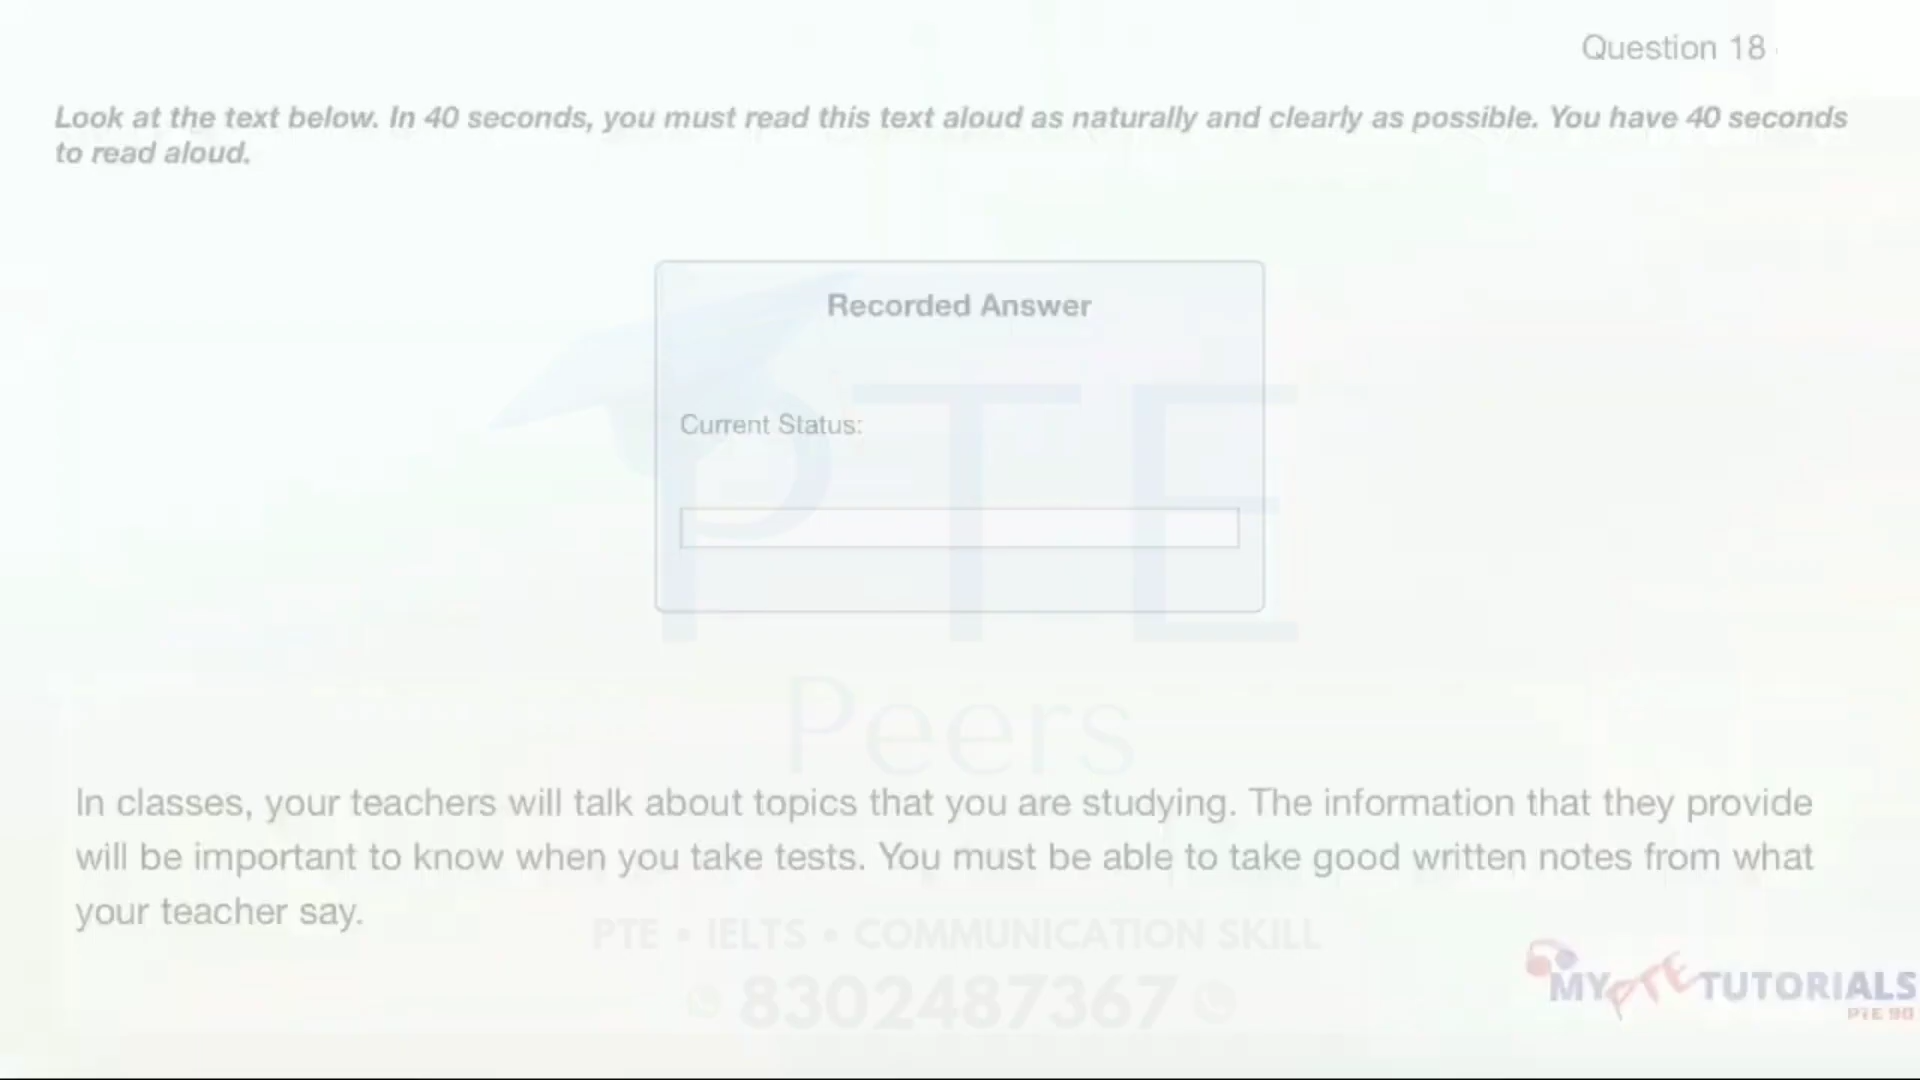 Question 18
Look at the text below. In 40 seconds, you must read this text aloud as naturally and clearly as possible. You have 40 seconds
to read aloud.
Recorded Answer
Current Status:
PTE
Peers
In classes, your teachers will talk about topics that you are studying. The information that they provide
will be important to know when you take tests. You must be able to take good written notes from what
your teacher say.
PTE • IELTS • COMMUNICATION SKILL
8302487367
MY PTE TUTORIALS
PTE 90